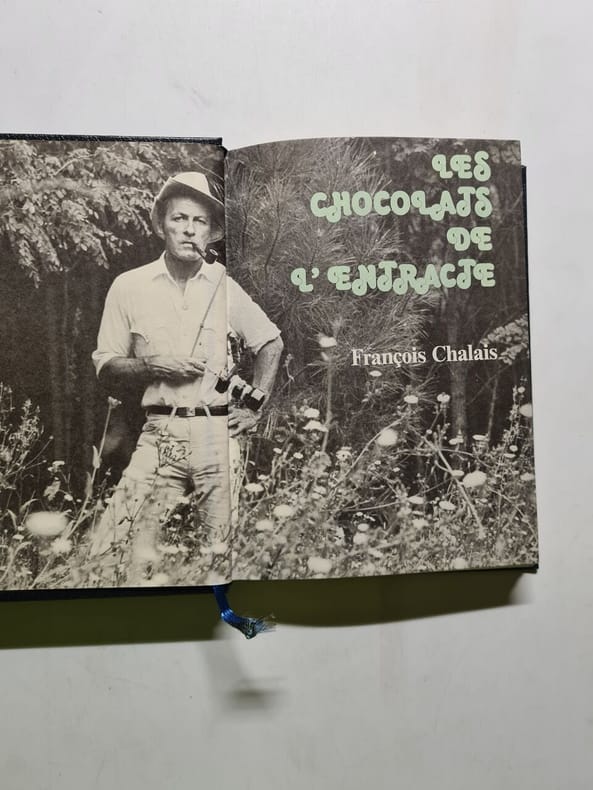 LES
CHOCOLATS
DE
L'ENTRACTE
François Chalais